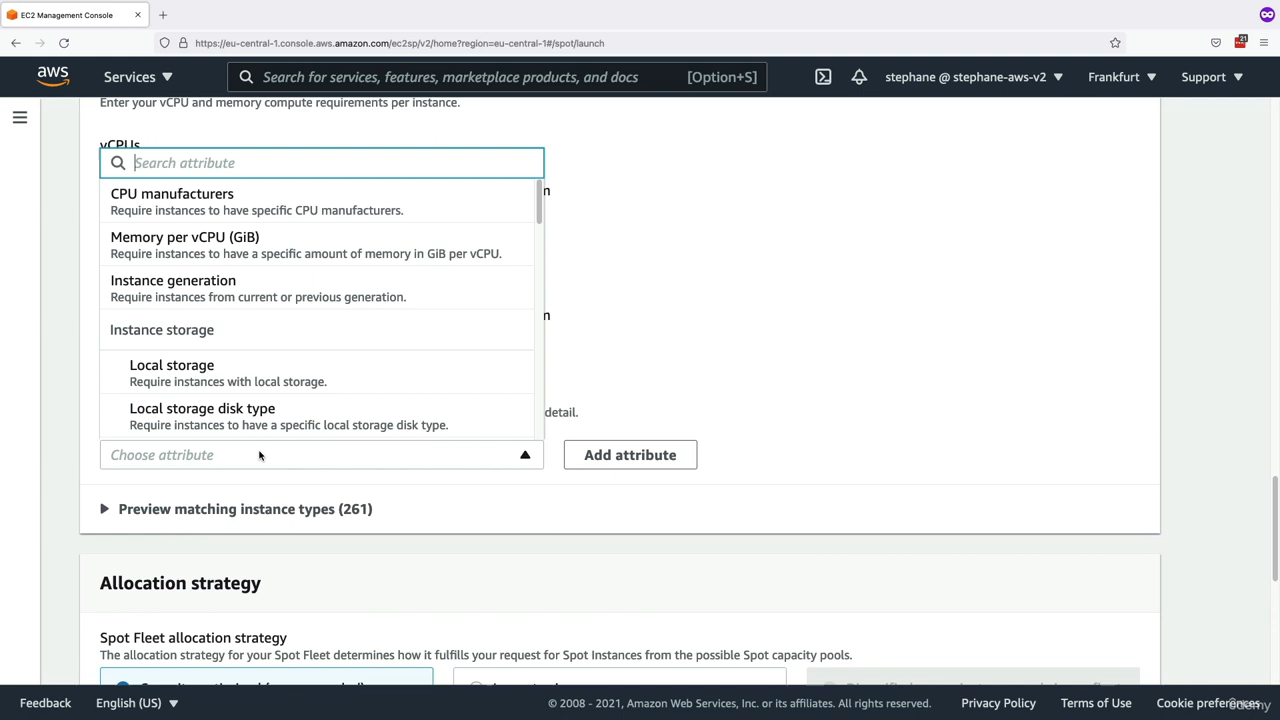 EC2 Management Console
https://eu-central-1.console.aws.amazon.com/ec2sp/v2/home?region=eu-central-1#/spot/launch
21
aws
Services
Search for services, features, marketplace products, and docs
[Option+S]
stephane @ stephane-aws-v2
Frankfurt
Support
Enter your vCPU and memory compute requirements per instance.
vCPUs
Search attribute
CPU manufacturers
Require instances to have specific CPU manufacturers.
Memory per vCPU (GiB)
Require instances to have a specific amount of memory in GiB per vCPU.
Instance generation
Require instances from current or previous generation.
Instance storage
Local storage
Require instances with local storage.
Local storage disk type
Require instances to have a specific local storage disk type.
detail.
Choose attribute
Add attribute
Preview matching instance types (261)
Allocation strategy
Spot Fleet allocation strategy
The allocation strategy for your Spot Fleet determines how it fulfills your request for Spot Instances from the possible Spot capacity pools.
Feedback
English (US)
© 2008 - 2021, Amazon Web Services, Inc. or its affiliates. All rights reserved.
Privacy Policy
Terms of Use
Cookie preferences
Udemy